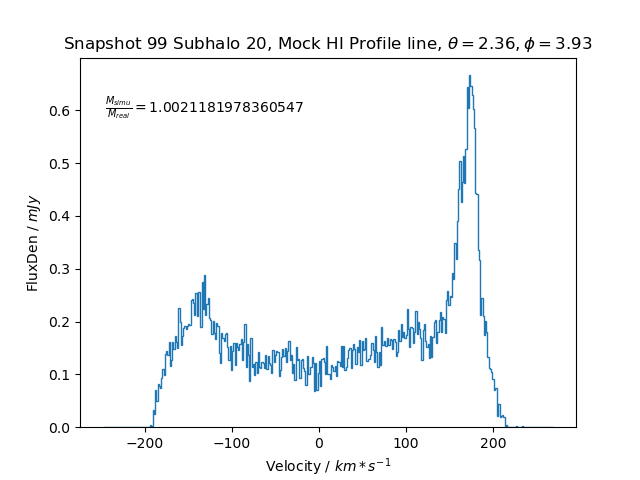 Snapshot 99 Subhalo 20, Mock HI Profile line, θ = 2.36, ϕ = 3.93
M_simu / M_real = 1.0021181978360547
FluxDen / mJy
0.6
0.5
0.4
0.3
0.2
0.1
0.0
−200 −100 0 100 200
Velocity / km * s⁻¹